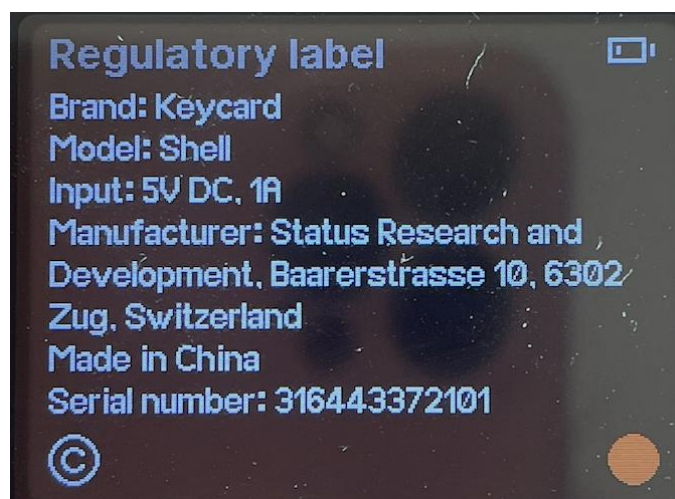 Regulatory label
Brand: Keycard
Model: Shell
Input: 5V DC, 1A
Manufacturer: Status Research and
Development, Baarerstrasse 10, 6302
Zug, Switzerland
Made in China
Serial number: 316443372101
©